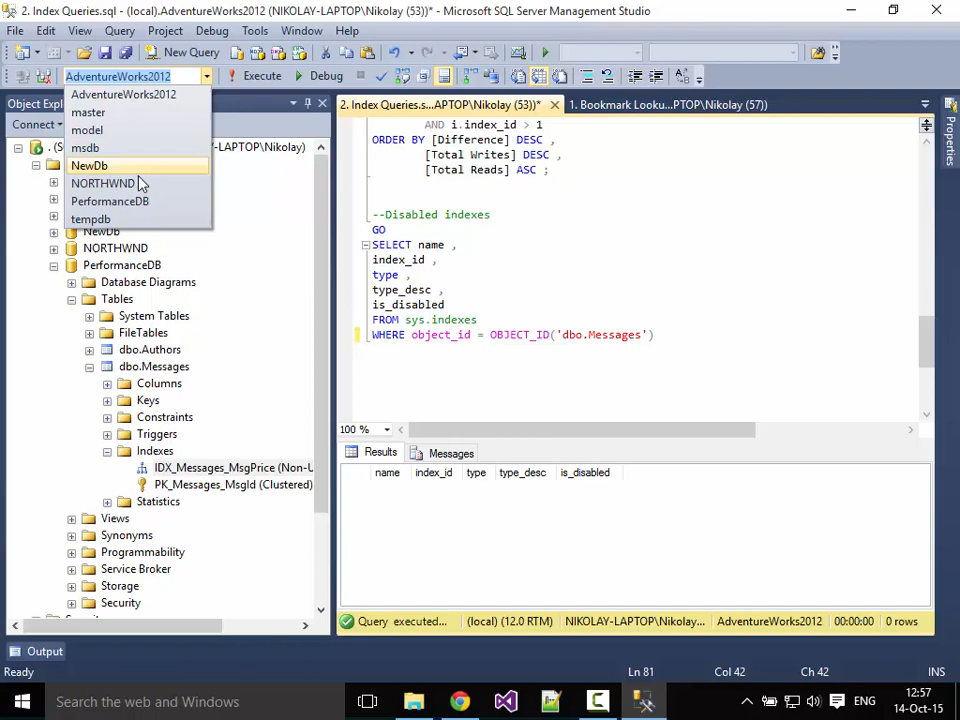 2. Index Queries.sql - (local).AdventureWorks2012 (NIKOLAY-LAPTOP\Nikolay (53))* - Microsoft SQL Server Management Studio
File Edit View Query Project Debug Tools Window Help
New Query
AdventureWorks2012 Execute Debug
AdventureWorks2012
master
model
msdb
NewDb
NORTHWND
PerformanceDB
tempdb
Object Expl
Connect
. (S
-LAPTOP\Nikolay)
NewDb
NORTHWND
PerformanceDB
Database Diagrams
Tables
System Tables
FileTables
dbo.Authors
dbo.Messages
Columns
Keys
Constraints
Triggers
Indexes
IDX_Messages_MsgPrice (Non-U
PK_Messages_MsgId (Clustered)
Statistics
Views
Synonyms
Programmability
Service Broker
Storage
Security
2. Index Queries.s...APTOP\Nikolay (53))* 1. Bookmark Looku...PTOP\Nikolay (57))
AND i.index_id > 1
ORDER BY [Difference] DESC ,
[Total Writes] DESC ,
[Total Reads] ASC ;
--Disabled indexes
GO
SELECT name ,
index_id ,
type ,
type_desc ,
is_disabled
FROM sys.indexes
WHERE object_id = OBJECT_ID('dbo.Messages')
100 %
Results Messages
name index_id type type_desc is_disabled
Query executed... (local) (12.0 RTM) NIKOLAY-LAPTOP\Nikolay... AdventureWorks2012 00:00:00 0 rows
Properties
Output
Ready Ln 81 Col 42 Ch 42 INS
Search the web and Windows
ENG
12:57
14-Oct-15